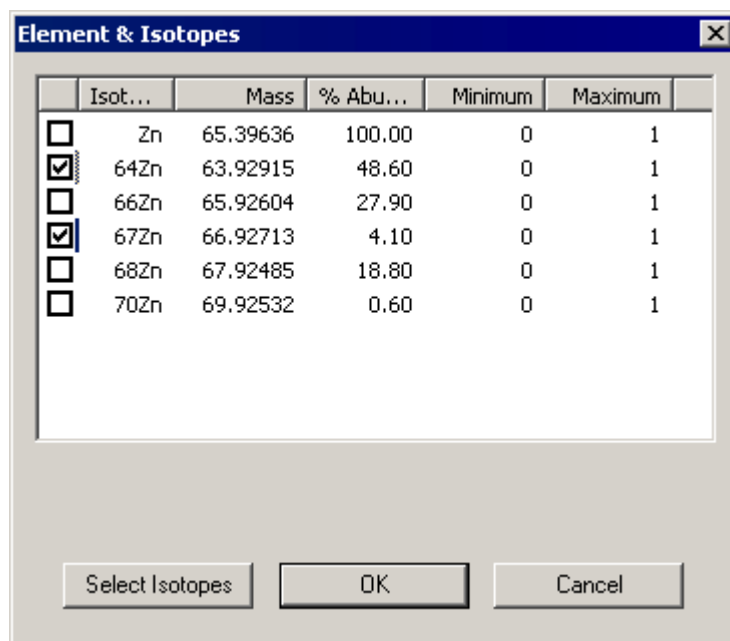 Element & Isotopes
Isot... Mass % Abu... Minimum Maximum
Zn 65.39636 100.00 0 1
64Zn 63.92915 48.60 0 1
66Zn 65.92604 27.90 0 1
67Zn 66.92713 4.10 0 1
68Zn 67.92485 18.80 0 1
70Zn 69.92532 0.60 0 1
Select Isotopes OK Cancel